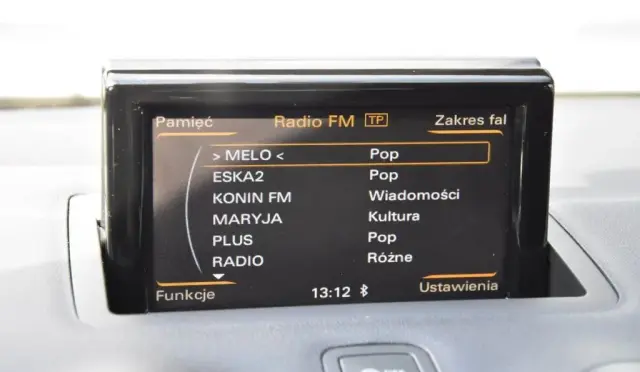 Pamięć Radio FM TP Zakres fal
> MELO < Pop
ESKA2 Pop
KONIN FM Wiadomości
MARYJA Kultura
PLUS Pop
RADIO Różne
Funkcje 13:12 Ustawienia